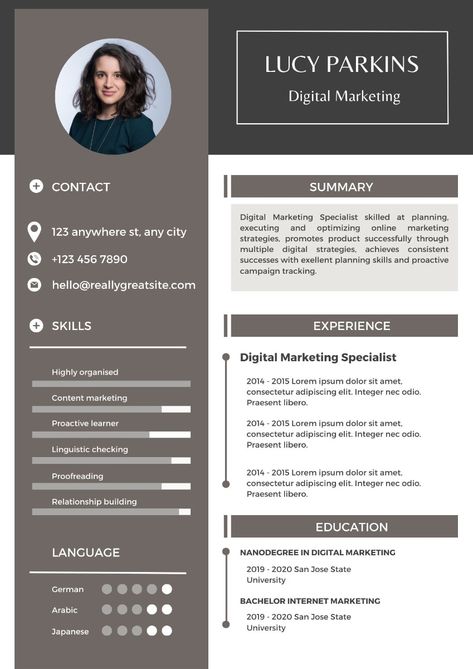 LUCY PARKINS
Digital Marketing
CONTACT
123 anywhere st, any city
+123 456 7890
hello@reallygreatsite.com
SKILLS
Highly organised
Content marketing
Proactive learner
Linguistic checking
Proofreading
Relationship building
LANGUAGE
German
Arabic
Japanese
SUMMARY
Digital Marketing Specialist skilled at planning,
executing and optimizing online marketing
strategies, promotes product successfully through
multiple digital strategies, achieves consistent
successes with exellent planning skills and proactive
campaign tracking.
EXPERIENCE
Digital Marketing Specialist
2014 - 2015 Lorem ipsum dolor sit amet,
consectetur adipiscing elit. Integer nec odio.
Praesent libero.
2014 - 2015 Lorem ipsum dolor sit amet,
consectetur adipiscing elit. Integer nec odio.
Praesent libero.
2014 - 2015 Lorem ipsum dolor sit amet,
consectetur adipiscing elit. Integer nec odio.
Praesent libero.
EDUCATION
NANODEGREE IN DIGITAL MARKETING
2019 - 2020 San Jose State
University
BACHELOR INTERNET MARKETING
2019 - 2020 San Jose State
University